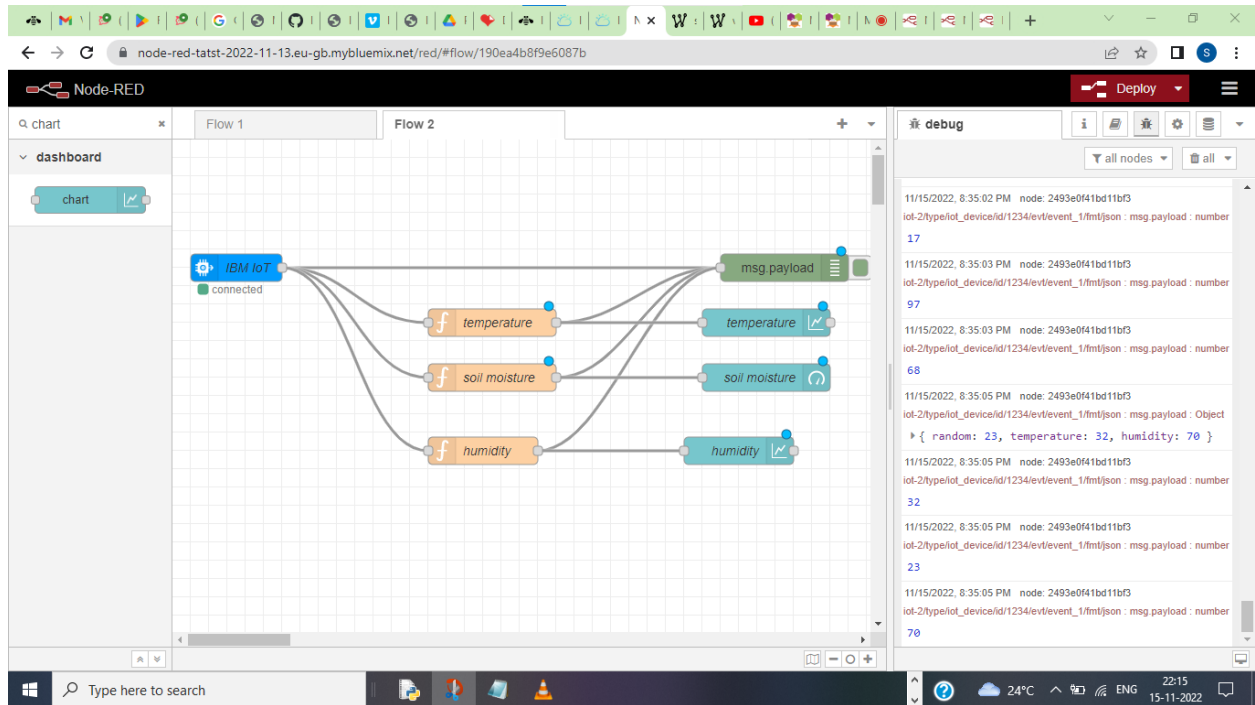 node-red-tatst-2022-11-13.eu-gb.mybluemix.net/red/#flow/190ea4b8f9e6087b
S
Node-RED
Deploy
chart
Flow 1
Flow 2
debug
all nodes
all
dashboard
chart
IBM IoT
connected
temperature
soil moisture
humidity
msg.payload
temperature
soil moisture
humidity
11/15/2022, 8:35:02 PM node: 2493e0f41bd11bf3
iot-2/type/iot_device/id/1234/evt/event_1/fmt/json : msg.payload : number
17
11/15/2022, 8:35:03 PM node: 2493e0f41bd11bf3
iot-2/type/iot_device/id/1234/evt/event_1/fmt/json : msg.payload : number
97
11/15/2022, 8:35:03 PM node: 2493e0f41bd11bf3
iot-2/type/iot_device/id/1234/evt/event_1/fmt/json : msg.payload : number
68
11/15/2022, 8:35:05 PM node: 2493e0f41bd11bf3
iot-2/type/iot_device/id/1234/evt/event_1/fmt/json : msg.payload : Object
{ random: 23, temperature: 32, humidity: 70 }
11/15/2022, 8:35:05 PM node: 2493e0f41bd11bf3
iot-2/type/iot_device/id/1234/evt/event_1/fmt/json : msg.payload : number
32
11/15/2022, 8:35:05 PM node: 2493e0f41bd11bf3
iot-2/type/iot_device/id/1234/evt/event_1/fmt/json : msg.payload : number
23
11/15/2022, 8:35:05 PM node: 2493e0f41bd11bf3
iot-2/type/iot_device/id/1234/evt/event_1/fmt/json : msg.payload : number
70
Type here to search
24°C
ENG
22:15
15-11-2022